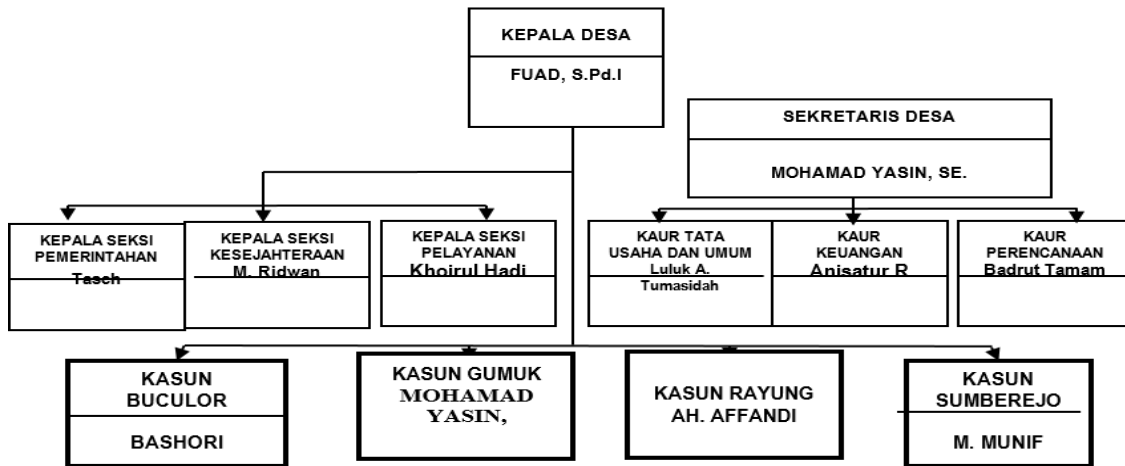 KEPALA DESA
FUAD, S.Pd.I
SEKRETARIS DESA
MOHAMAD YASIN, SE.
KEPALA SEKSI
PEMERINTAHAN
Tasch
KEPALA SEKSI
KESEJAHTERAAN
M. Ridwan
KEPALA SEKSI
PELAYANAN
Khoirul Hadi
KAUR TATA
USAHA DAN UMUM
Luluk A.
Tumasidah
KAUR
KEUANGAN
Anisatur R
KAUR
PERENCANAAN
Badrut Tamam
KASUN
BUCULOR
BASHORI
KASUN GUMUK
MOHAMAD
YASIN,
KASUN RAYUNG
AH. AFFANDI
KASUN
SUMBEREJO
M. MUNIF